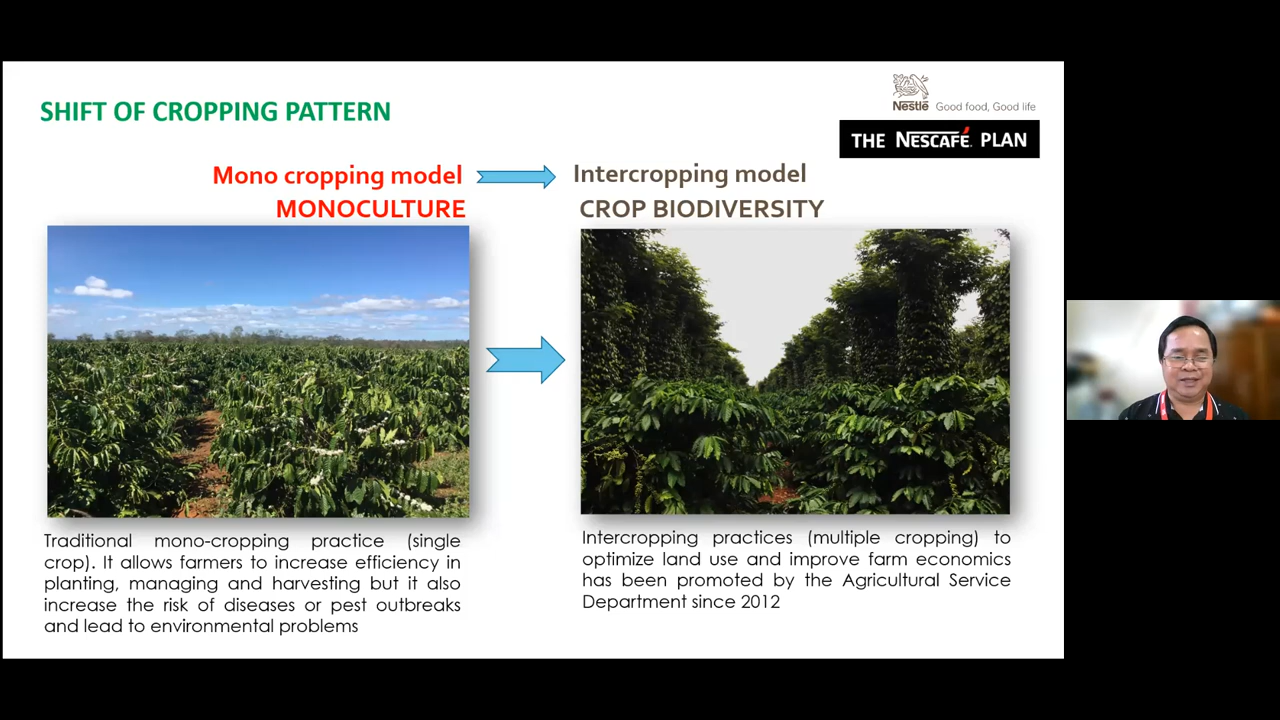 SHIFT OF CROPPING PATTERN
Nestlé Good food, Good life
THE NESCAFÉ. PLAN
Mono cropping model
MONOCULTURE
Intercropping model
CROP BIODIVERSITY
Traditional mono-cropping practice (single
crop). It allows farmers to increase efficiency in
planting, managing and harvesting but it also
increase the risk of diseases or pest outbreaks
and lead to environmental problems
Intercropping practices (multiple cropping) to
optimize land use and improve farm economics
has been promoted by the Agricultural Service
Department since 2012